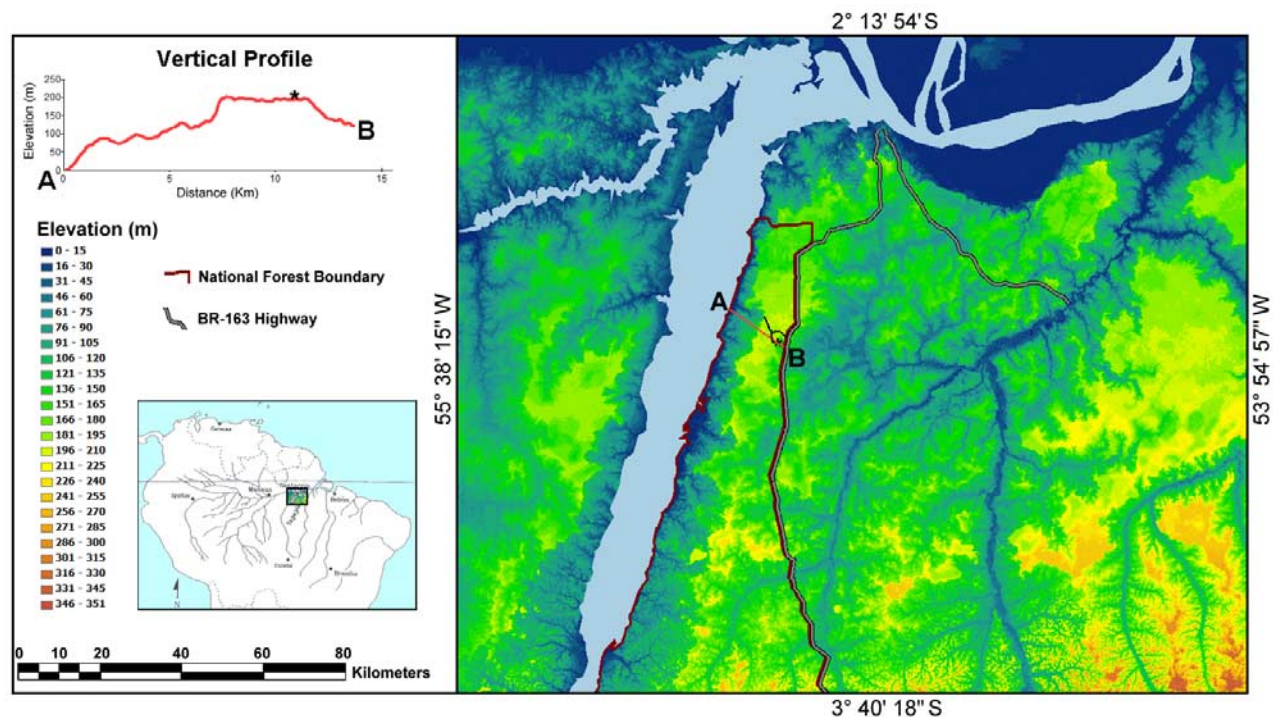 2° 13' 54' S
Vertical Profile
Elevation (m)
250
200
150
100
50
0
*
A
B
0
5
10
15
Distance (Km)
Elevation (m)
0 - 15
16 - 30
31 - 45
46 - 60
61 - 75
76 - 90
91 - 105
106 - 120
121 - 135
136 - 150
151 - 165
166 - 180
181 - 195
196 - 210
211 - 225
226 - 240
241 - 255
256 - 270
271 - 285
286 - 300
301 - 315
316 - 330
331 - 345
346 - 351
National Forest Boundary
BR-163 Highway
N
0 20 40 60 80
Kilometers
55° 38' 15" W
A
B
53° 54' 57" W
3° 40' 18" S